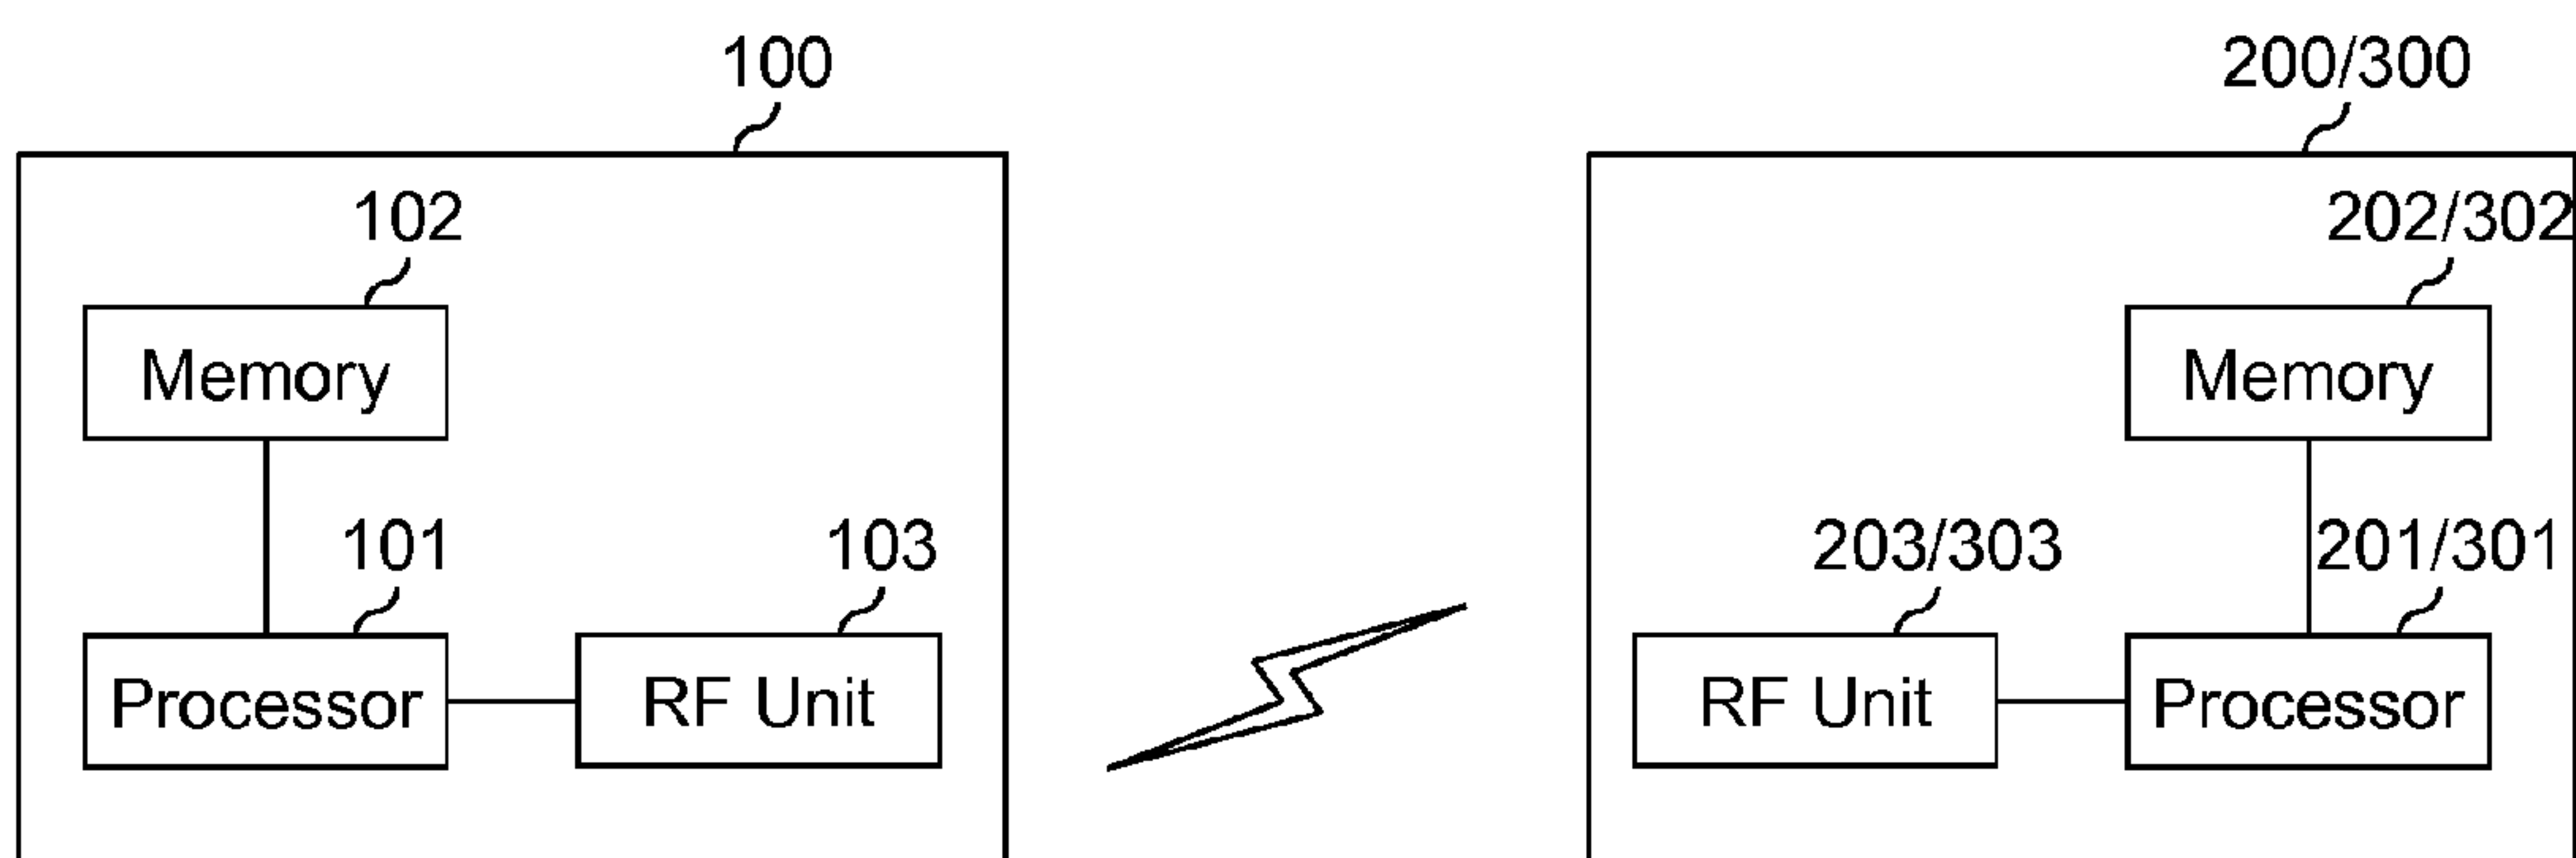 100
200/300
102
202/302
Memory
Memory
101
103
203/303
201/301
Processor
RF Unit
RF Unit
Processor